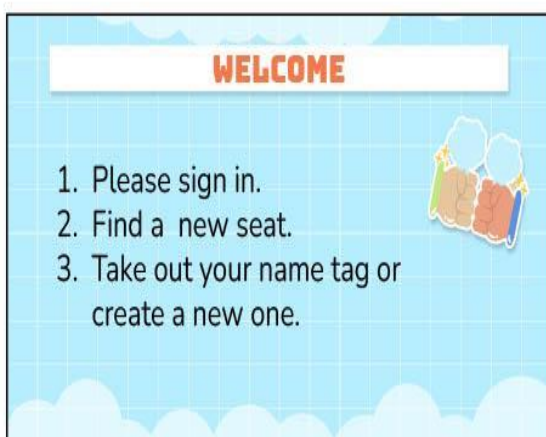 WELCOME
1. Please sign in.
2. Find a new seat.
3. Take out your name tag or
create a new one.